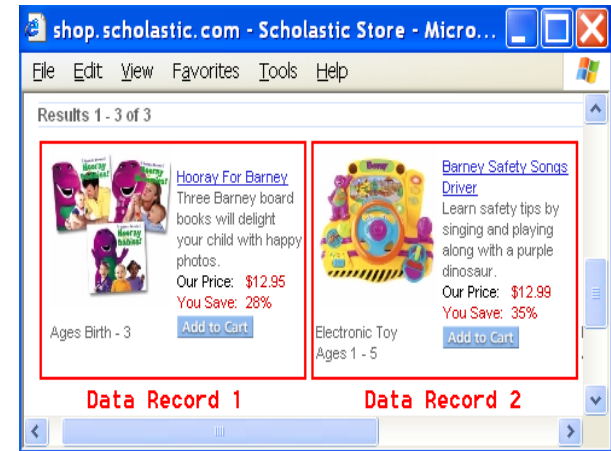 shop.scholastic.com - Scholastic Store - Micro...
File Edit View Favorites Tools Help
Results 1 - 3 of 3
Hooray For Barney
Three Barney board
books will delight
your child with happy
photos.
Our Price: $12.95
You Save: 28%
Add to Cart
Ages Birth - 3
Barney Safety Songs
Driver
Learn safety tips by
singing and playing
along with a purple
dinosaur.
Our Price: $12.99
You Save: 35%
Add to Cart
Electronic Toy
Ages 1 - 5
Data Record 1
Data Record 2